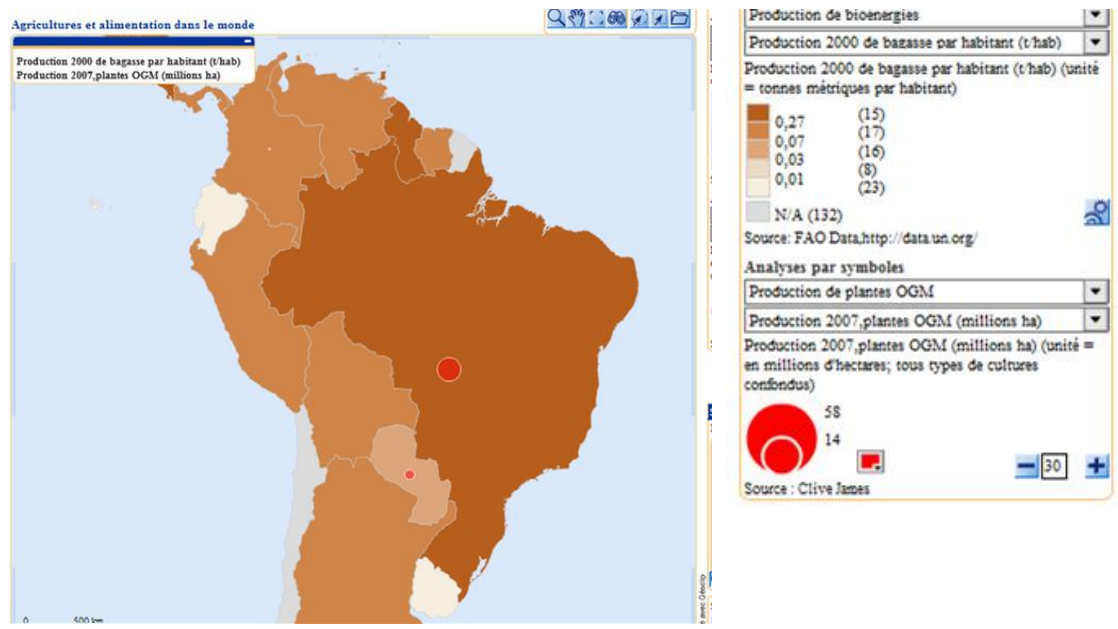 Agricultures et alimentation dans le monde
Production 2000 de bagasse par habitant (t/hab)
Production 2007,plantes OGM (millions ha)
0 500 km
avec Géoclip
Production de bioenergies
Production 2000 de bagasse par habitant (t/hab)
Production 2000 de bagasse par habitant (t/hab) (unité
= tonnes métriques par habitant)
(15)
0,27
(17)
0,07
(16)
0,03
(8)
0,01
(23)
N/A (132)
Source: FAO Data,http://data.un.org/
Analyses par symboles
Production de plantes OGM
Production 2007,plantes OGM (millions ha)
Production 2007,plantes OGM (millions ha) (unité =
en millions d'hectares; tous types de cultures
confondus)
58
14
30
Source : Clive James